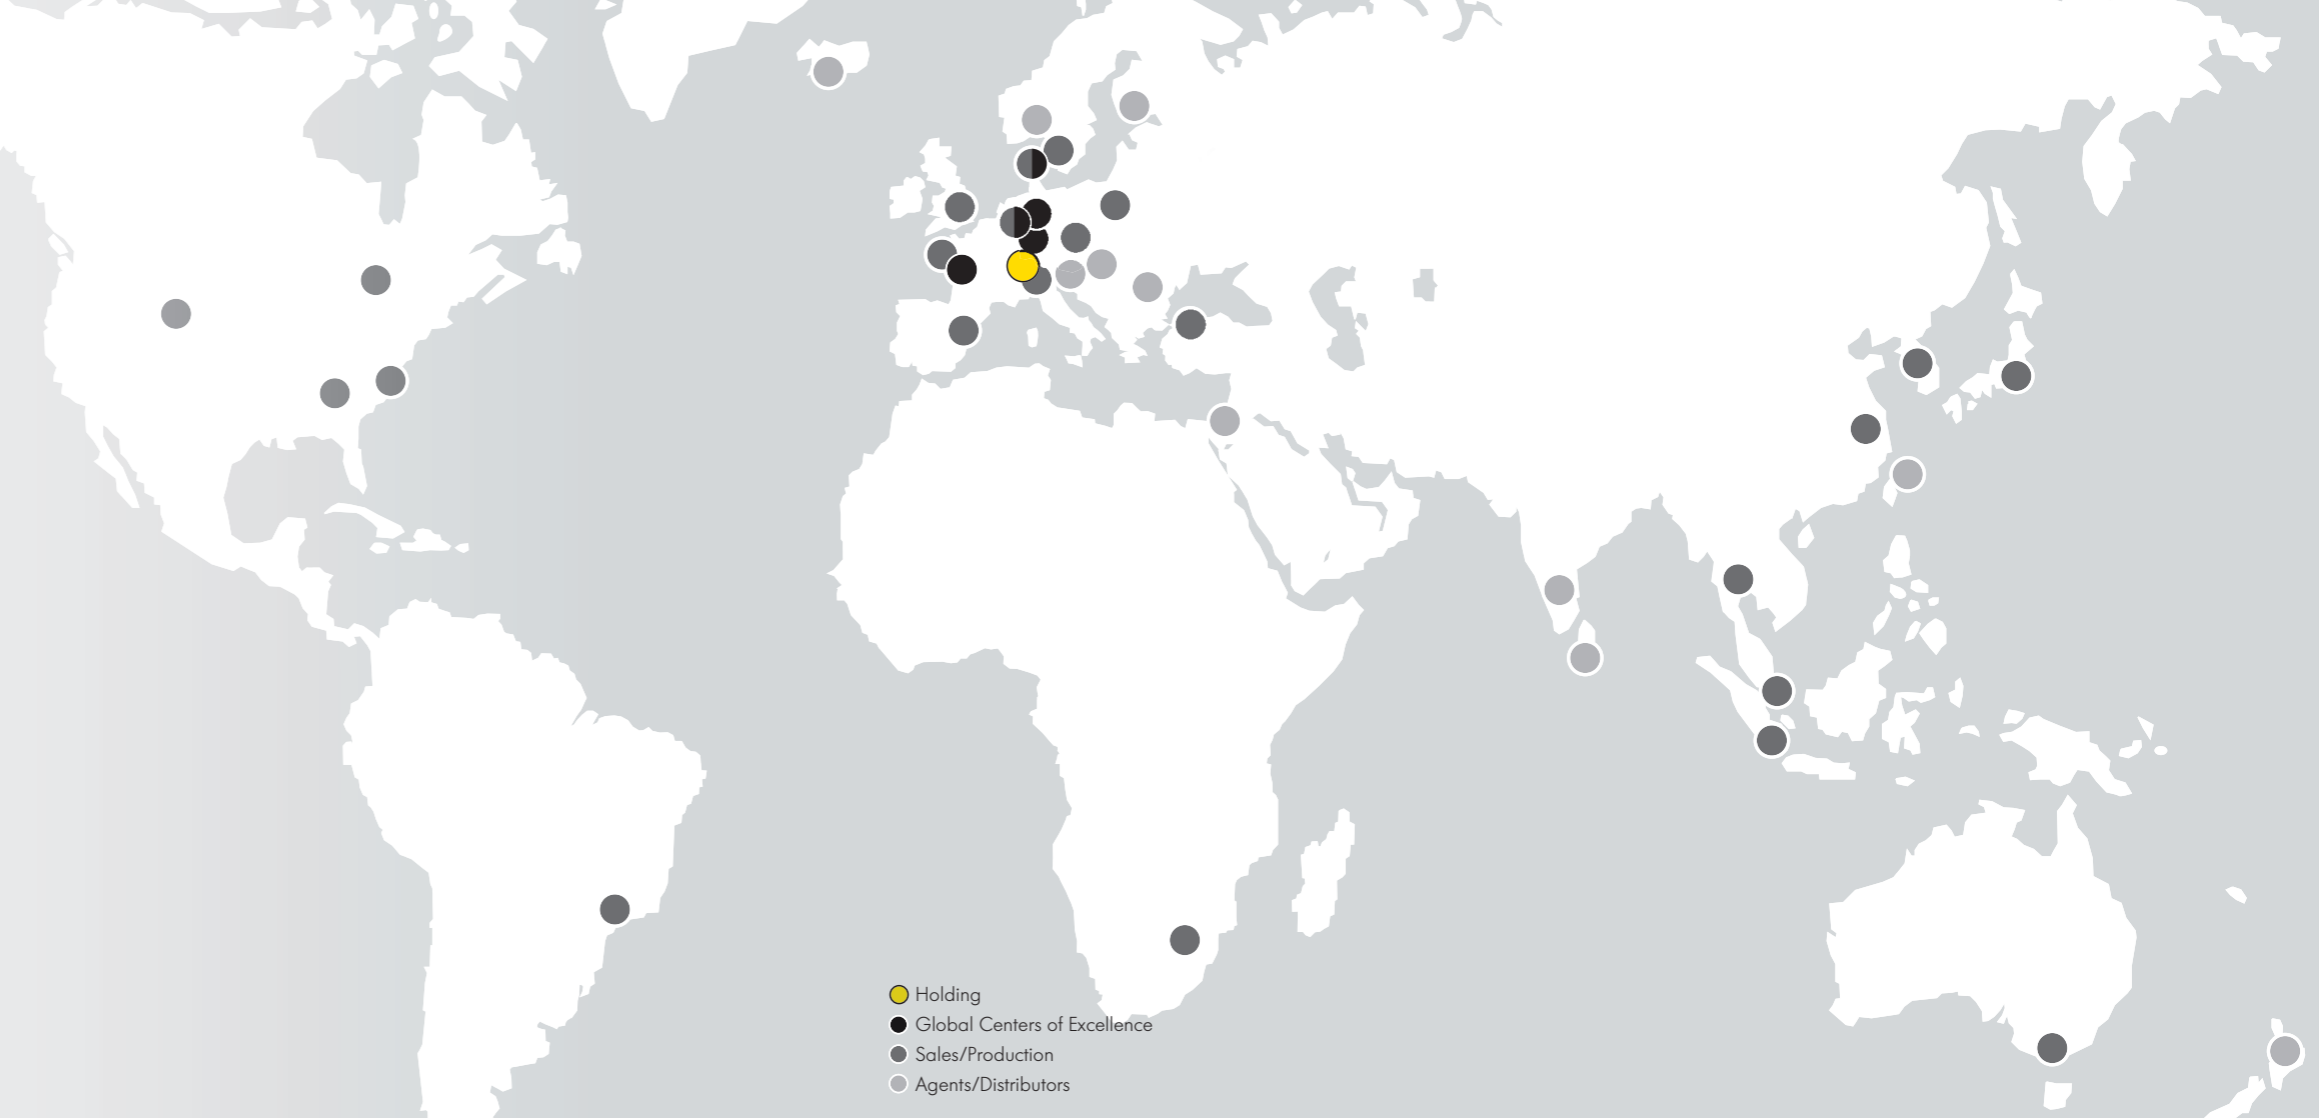 Holding
Global Centers of Excellence
Sales/Production
Agents/Distributors